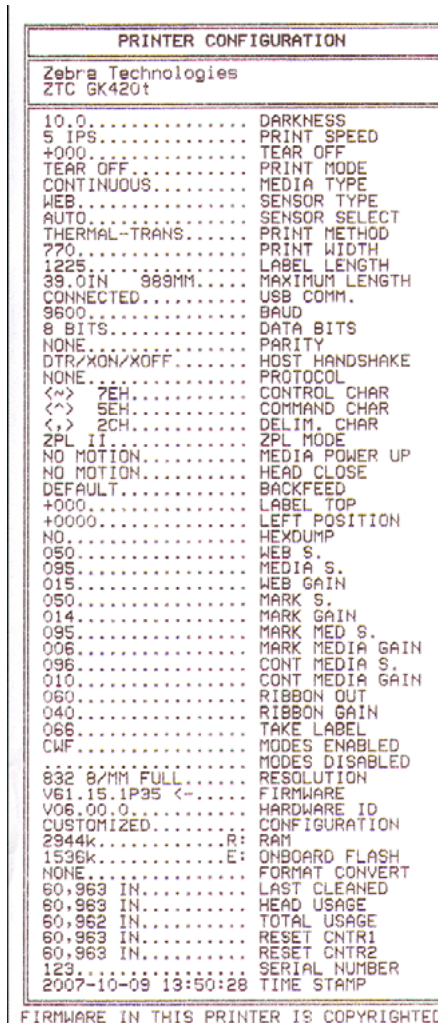 PRINTER CONFIGURATION
Zebra Technologies
ZTC GK420t
10.0............... DARKNESS
5 IPS.............. PRINT SPEED
+000............... TEAR OFF
TEAR OFF........... PRINT MODE
CONTINUOUS......... MEDIA TYPE
WEB................ SENSOR TYPE
AUTO............... SENSOR SELECT
THERMAL-TRANS...... PRINT METHOD
770................ PRINT WIDTH
1225............... LABEL LENGTH
39.0IN   989MM..... MAXIMUM LENGTH
CONNECTED.......... USB COMM.
9600............... BAUD
8 BITS............. DATA BITS
NONE............... PARITY
DTR/XON/XOFF....... HOST HANDSHAKE
NONE............... PROTOCOL
<~>  7EH........... CONTROL CHAR
<^>  5EH........... COMMAND CHAR
<,>  2CH........... DELIM. CHAR
ZPL II............. ZPL MODE
NO MOTION.......... MEDIA POWER UP
NO MOTION.......... HEAD CLOSE
DEFAULT............ BACKFEED
+000............... LABEL TOP
+0000.............. LEFT POSITION
NO................. HEXDUMP
050................ WEB S.
095................ MEDIA S.
015................ WEB GAIN
050................ MARK S.
014................ MARK GAIN
095................ MARK MED S.
006................ MARK MEDIA GAIN
096................ CONT MEDIA S.
010................ CONT MEDIA GAIN
060................ RIBBON OUT
040................ RIBBON GAIN
066................ TAKE LABEL
CWF................ MODES ENABLED
................... MODES DISABLED
832 8/MM FULL...... RESOLUTION
V61.15.1P35 <-..... FIRMWARE
V06.00.0........... HARDWARE ID
CUSTOMIZED......... CONFIGURATION
2944k............R: RAM
1536k............E: ONBOARD FLASH
NONE............... FORMAT CONVERT
60,963 IN.......... LAST CLEANED
60,963 IN.......... HEAD USAGE
60,962 IN.......... TOTAL USAGE
60,963 IN.......... RESET CNTR1
60,963 IN.......... RESET CNTR2
123................ SERIAL NUMBER
2007-10-09 13:50:28 TIME STAMP
FIRMWARE IN THIS PRINTER IS COPYRIGHTED